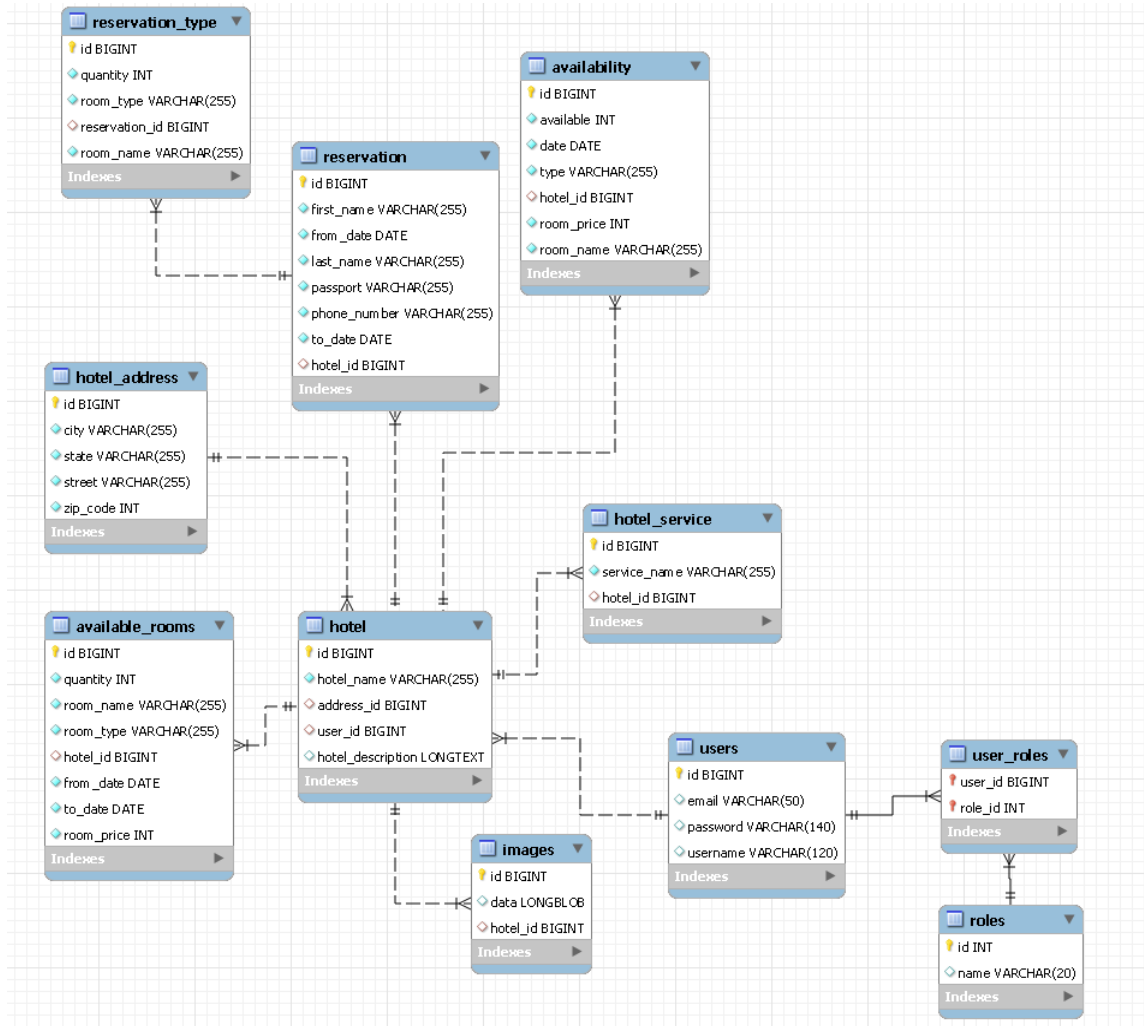 reservation_type
id BIGINT
quantity INT
room_type VARCHAR(255)
reservation_id BIGINT
room_name VARCHAR(255)
Indexes
reservation
id BIGINT
first_name VARCHAR(255)
from_date DATE
last_name VARCHAR(255)
passport VARCHAR(255)
phone_number VARCHAR(255)
to_date DATE
hotel_id BIGINT
Indexes
availability
id BIGINT
available INT
date DATE
type VARCHAR(255)
hotel_id BIGINT
room_price INT
room_name VARCHAR(255)
Indexes
hotel_address
id BIGINT
city VARCHAR(255)
state VARCHAR(255)
street VARCHAR(255)
zip_code INT
Indexes
hotel_service
id BIGINT
service_name VARCHAR(255)
hotel_id BIGINT
Indexes
available_rooms
id BIGINT
quantity INT
room_name VARCHAR(255)
room_type VARCHAR(255)
hotel_id BIGINT
from_date DATE
to_date DATE
room_price INT
Indexes
hotel
id BIGINT
hotel_name VARCHAR(255)
address_id BIGINT
user_id BIGINT
hotel_description LONGTEXT
Indexes
users
id BIGINT
email VARCHAR(50)
password VARCHAR(140)
username VARCHAR(120)
Indexes
user_roles
user_id BIGINT
role_id INT
Indexes
images
id BIGINT
data LONGBLOB
hotel_id BIGINT
Indexes
roles
id INT
name VARCHAR(20)
Indexes